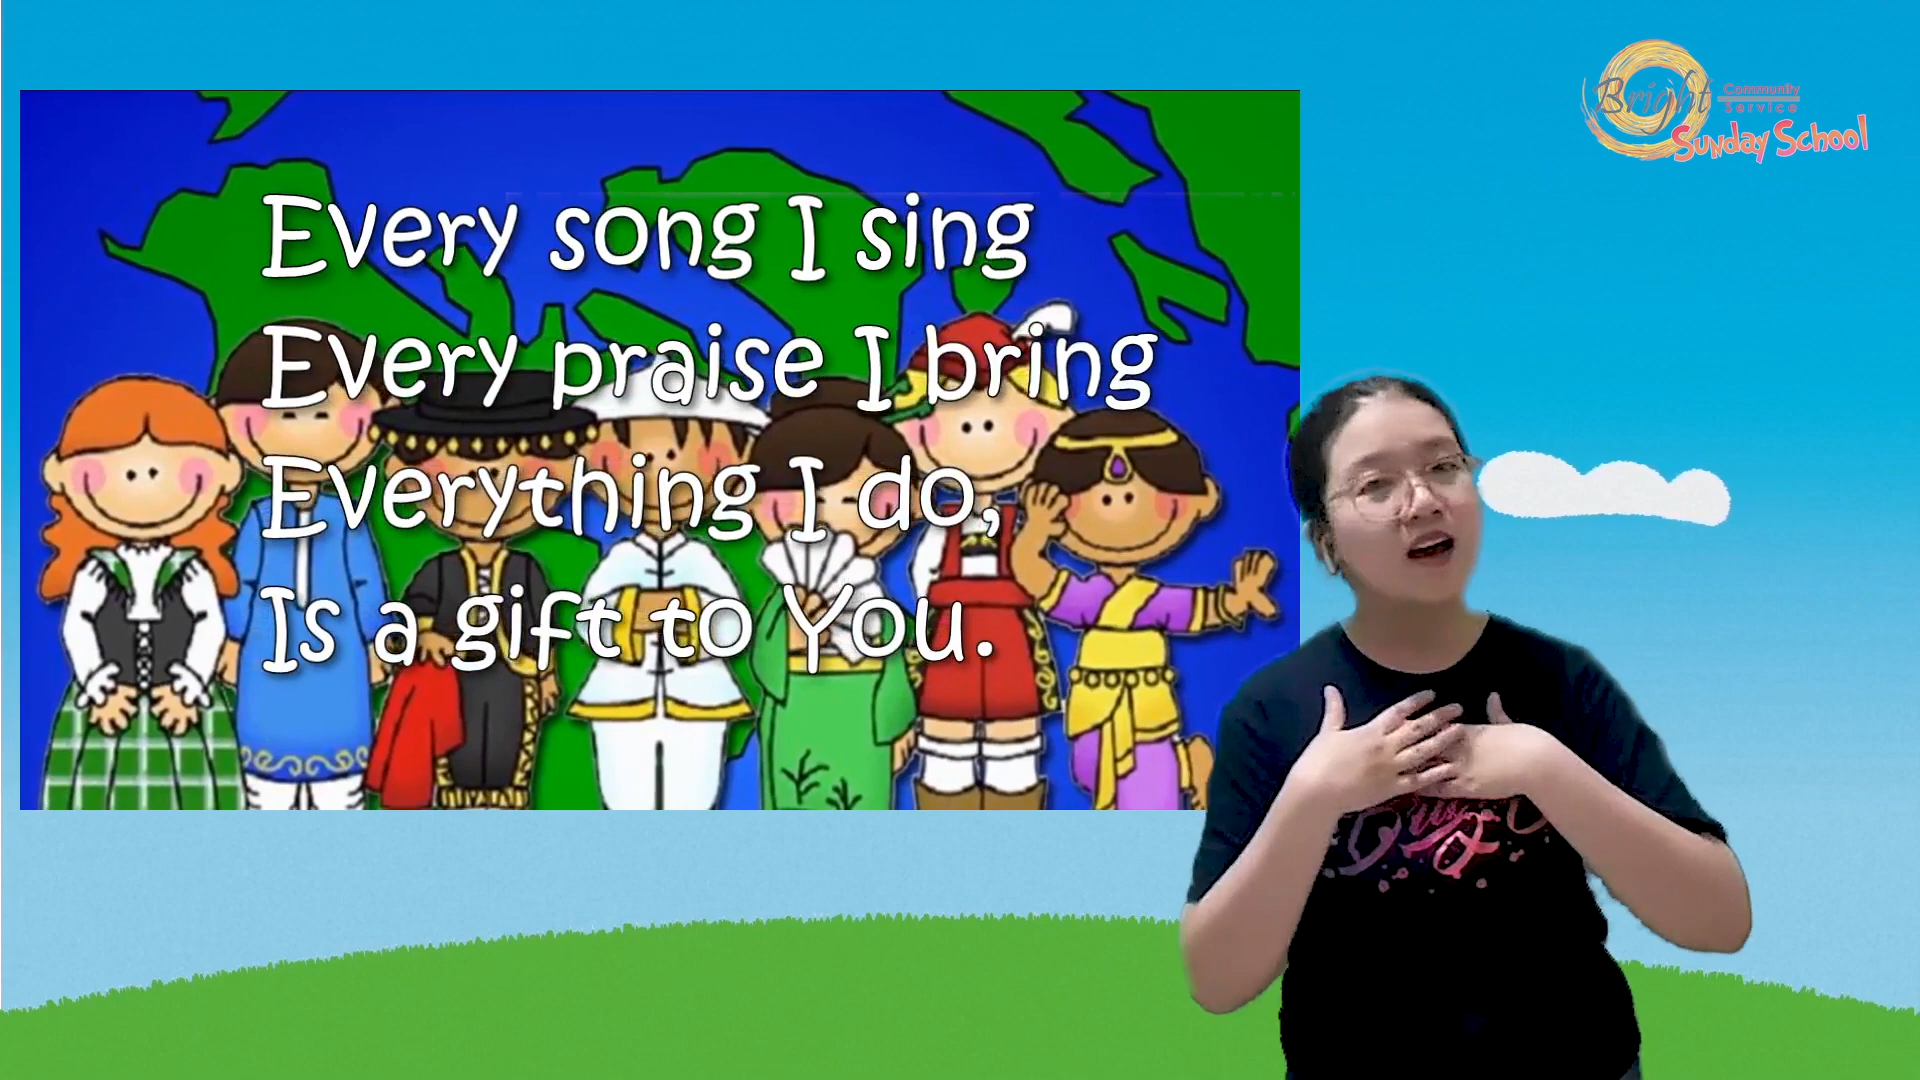 Every song I sing
Every praise I bring
Everything I do,
Is a gift to You.
Bright Community
Service
Sunday School